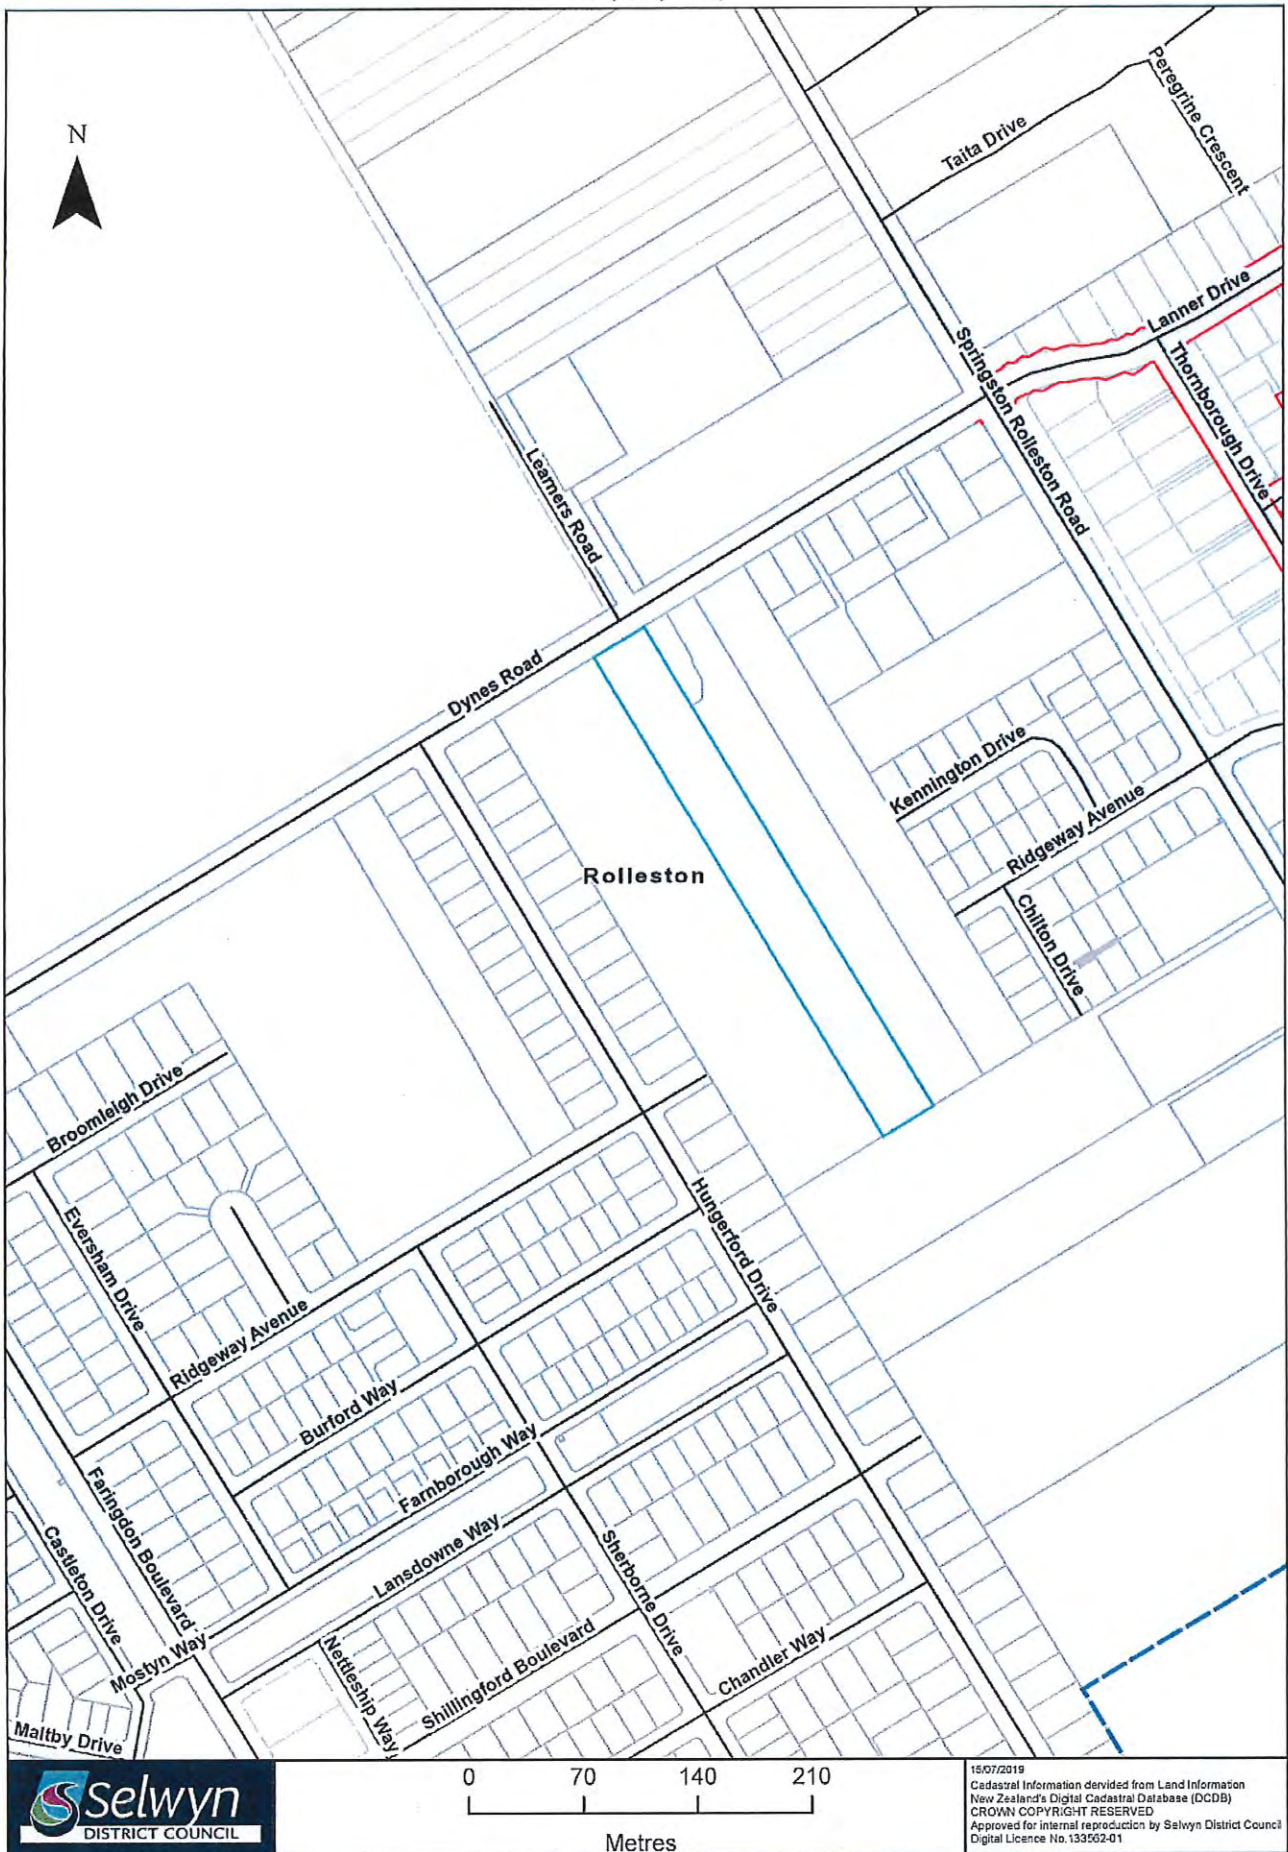 N
Peregrine Crescent
Taita Drive
Lanner Drive
Springston Rolleston Road
Thornborough Drive
Learners Road
Dynes Road
Kennington Drive
Ridgeway Avenue
Rolleston
Chilton Drive
Broomleigh Drive
Eversham Drive
Hungerford Drive
Ridgeway Avenue
Burford Way
Farnborough Way
Faringdon Boulevard
Castleton Drive
Lansdowne Way
Sherborne Drive
Mostyn Way
Nettleship Way
Shillingford Boulevard
Chandler Way
Maltby Drive
Selwyn
DISTRICT COUNCIL
0 70 140 210
Metres
15/07/2019
Cadastral Information dervided from Land Information
New Zealand's Digital Cadastral Database (DCDB)
CROWN COPYRIGHT RESERVED
Approved for internal reproduction by Selwyn District Council
Digital Licence No.133562-01